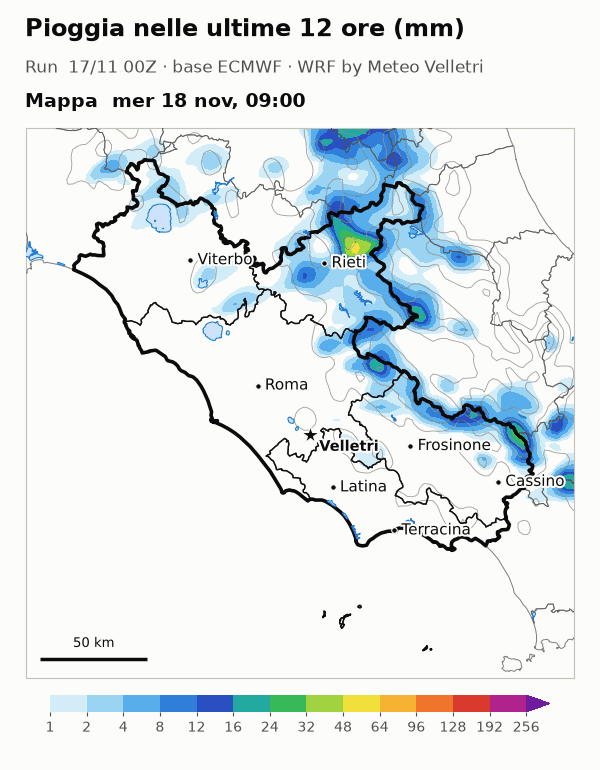 Pioggia nelle ultime 12 ore (mm)
Run 17/11 00Z · base ECMWF · WRF by Meteo Velletri
Mappa mer 18 nov, 09:00
Viterbo
Rieti
Roma
Velletri
Frosinone
Latina
Cassino
Terracina
50 km
1 2 4 8 12 16 24 32 48 64 96 128 192 256